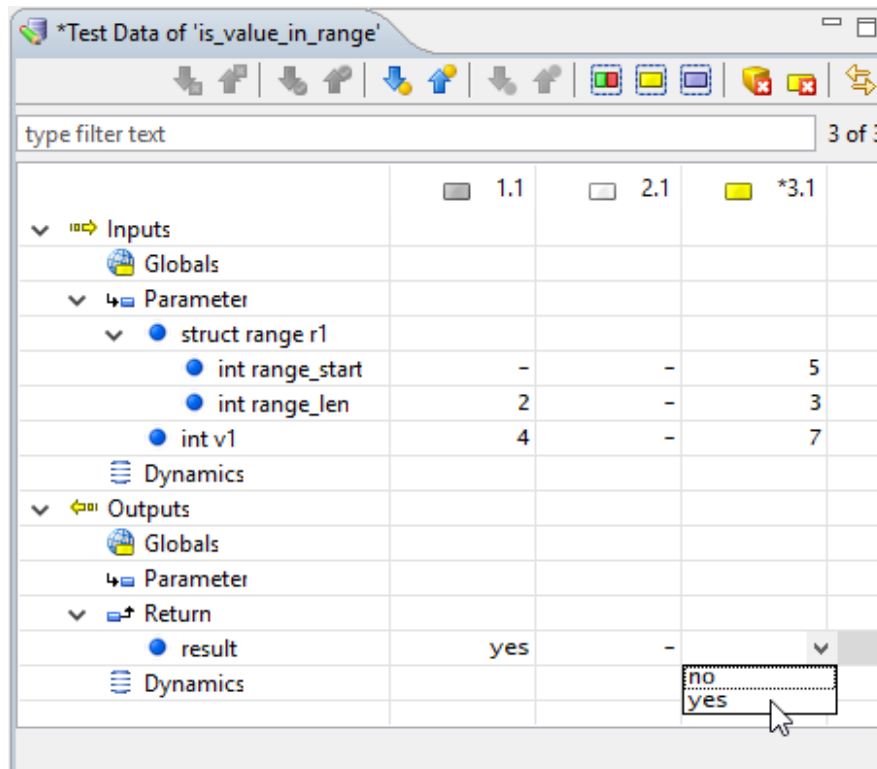 *Test Data of 'is_value_in_range'
type filter text 3 of
1.1 2.1 *3.1
Inputs
Globals
Parameter
struct range r1
int range_start - - 5
int range_len 2 - 3
int v1 4 - 7
Dynamics
Outputs
Globals
Parameter
Return
result yes -
Dynamics
no
yes